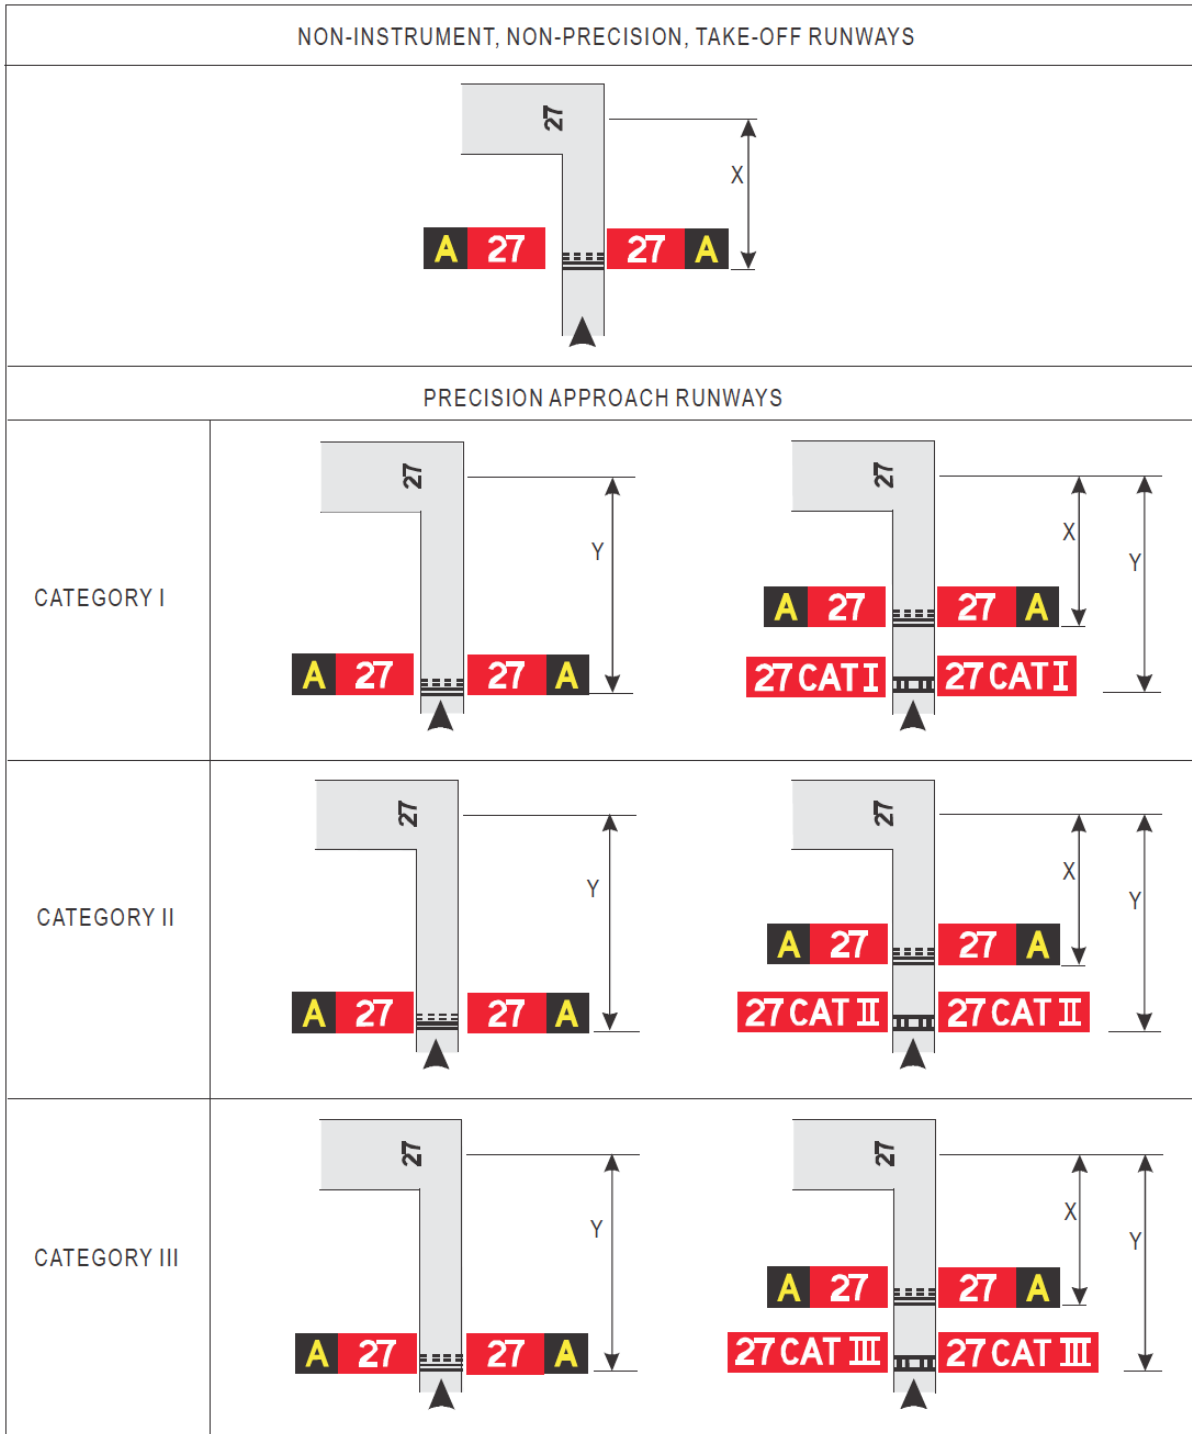 NON-INSTRUMENT, NON-PRECISION, TAKE-OFF RUNWAYS
27
X
A 27 27 A
PRECISION APPROACH RUNWAYS
CATEGORY I
27
Y
A 27 27 A
27
X
Y
A 27 27 A
27 CAT I 27 CAT I
CATEGORY II
27
Y
A 27 27 A
27
X
Y
A 27 27 A
27 CAT II 27 CAT II
CATEGORY III
27
Y
A 27 27 A
27
X
Y
A 27 27 A
27 CAT III 27 CAT III